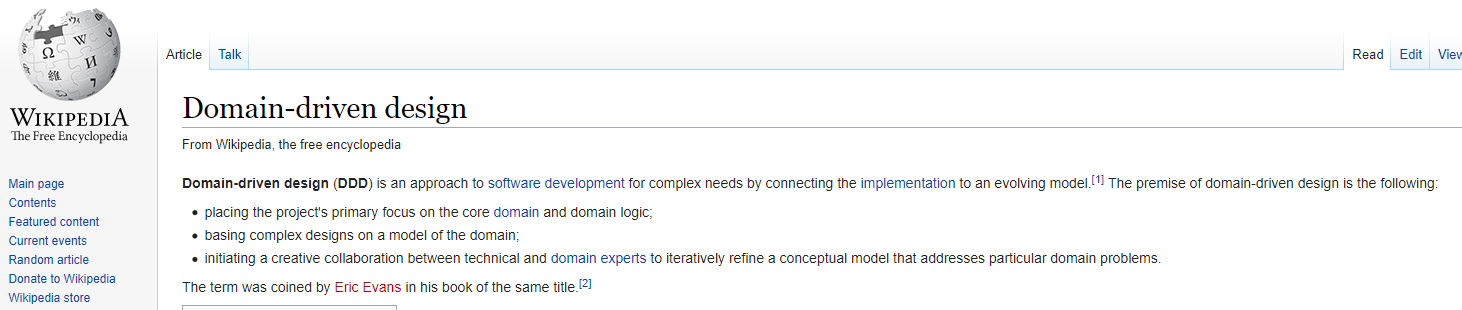 Ω W И 維 7
WIKIPEDIA
The Free Encyclopedia
Main page
Contents
Featured content
Current events
Random article
Donate to Wikipedia
Wikipedia store
Article Talk
Read Edit View
Domain-driven design
From Wikipedia, the free encyclopedia
Domain-driven design (DDD) is an approach to software development for complex needs by connecting the implementation to an evolving model.[1] The premise of domain-driven design is the following:
• placing the project's primary focus on the core domain and domain logic;
• basing complex designs on a model of the domain;
• initiating a creative collaboration between technical and domain experts to iteratively refine a conceptual model that addresses particular domain problems.
The term was coined by Eric Evans in his book of the same title.[2]